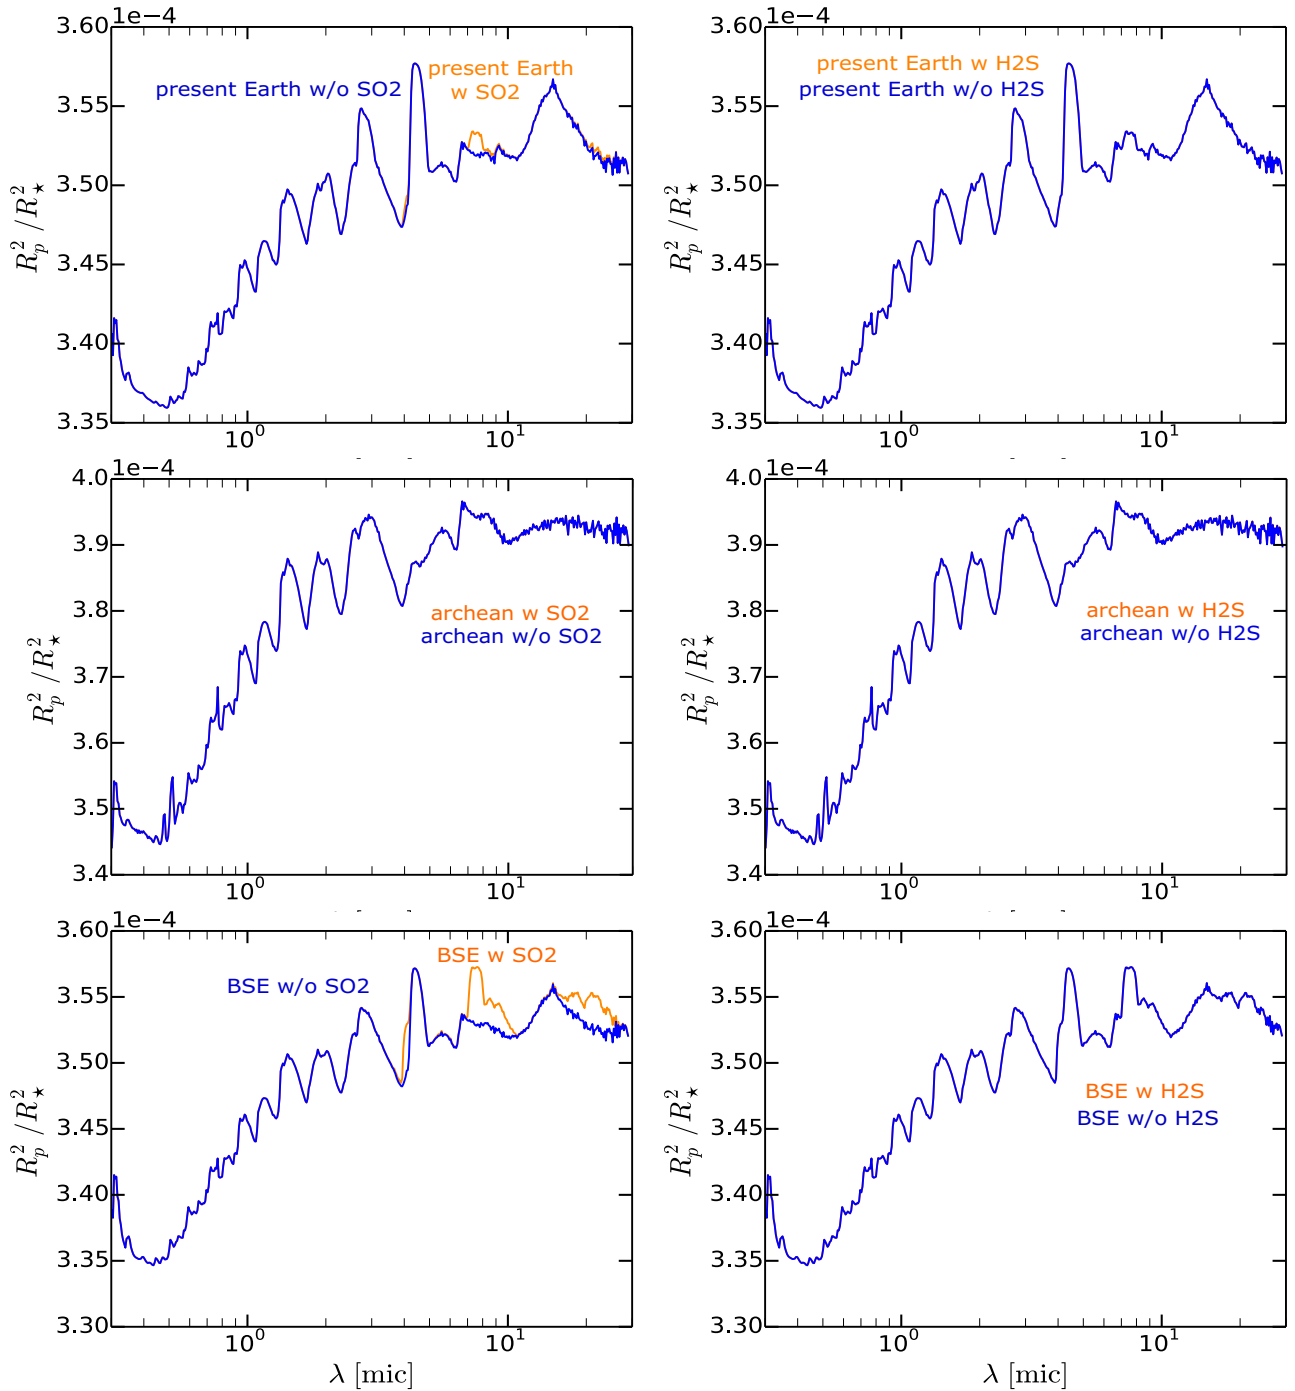 1e−4
3.60
3.55
3.50
3.45
3.40
3.35
R_p^2 /R_★^2
present Earth w/o SO2
present Earth
w SO2
10^0
10^1
1e−4
3.60
3.55
3.50
3.45
3.40
3.35
R_p^2 /R_★^2
present Earth w H2S
present Earth w/o H2S
10^0
10^1
1e−4
4.0
3.9
3.8
3.7
3.6
3.5
3.4
R_p^2 /R_★^2
archean w SO2
archean w/o SO2
10^0
10^1
1e−4
4.0
3.9
3.8
3.7
3.6
3.5
3.4
R_p^2 /R_★^2
archean w H2S
archean w/o H2S
10^0
10^1
1e−4
3.60
3.55
3.50
3.45
3.40
3.35
3.30
R_p^2 /R_★^2
BSE w SO2
BSE w/o SO2
10^0
10^1
λ [mic]
1e−4
3.60
3.55
3.50
3.45
3.40
3.35
3.30
R_p^2 /R_★^2
BSE w H2S
BSE w/o H2S
10^0
10^1
λ [mic]